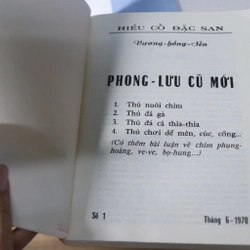 HIẾU CỔ ĐẶC SAN
Vương-hồng-Sển
PHONG-LƯU CŨ MỚI
1. Thú nuôi chim
2. Thú đá gà
3. Thú đá cá thia-thia
4. Thú chơi dế mèn, cúc, cống...
(Có thêm bài luận về chim phụng-
hoàng, ve-ve, bọ-hung...)
Số 1
Tháng 6-1970